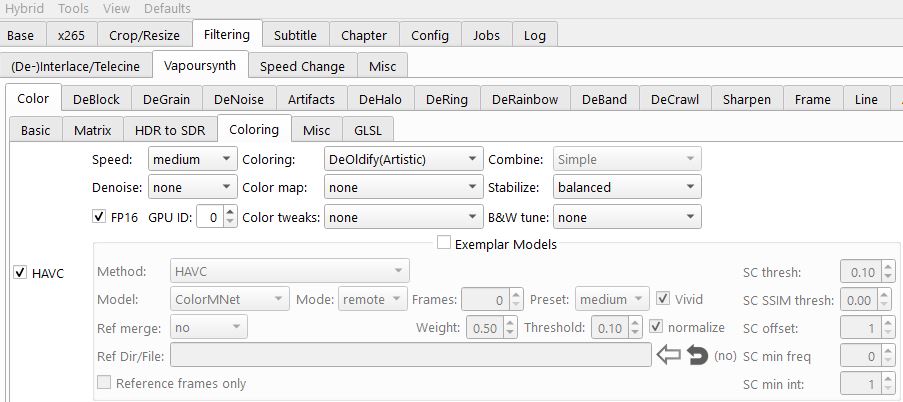 Hybrid Tools View Defaults
Base x265 Crop/Resize Filtering Subtitle Chapter Config Jobs Log
(De-)Interlace/Telecine Vapoursynth Speed Change Misc
Color DeBlock DeGrain DeNoise Artifacts DeHalo DeRing DeRainbow DeBand DeCrawl Sharpen Frame Line
Basic Matrix HDR to SDR Coloring Misc GLSL
Speed: medium Coloring: DeOldify(Artistic) Combine: Simple
Denoise: none Color map: none Stabilize: balanced
FP16 GPU ID: 0 Color tweaks: none B&W tune: none
Exemplar Models
HAVC
Method: HAVC SC thresh: 0.10
Model: ColorMNet Mode: remote Frames: 0 Preset: medium Vivid SC SSIM thresh: 0.00
Ref merge: no Weight: 0.50 Threshold: 0.10 normalize SC offset: 1
Ref Dir/File: (no) SC min freq 0
Reference frames only SC min int: 1